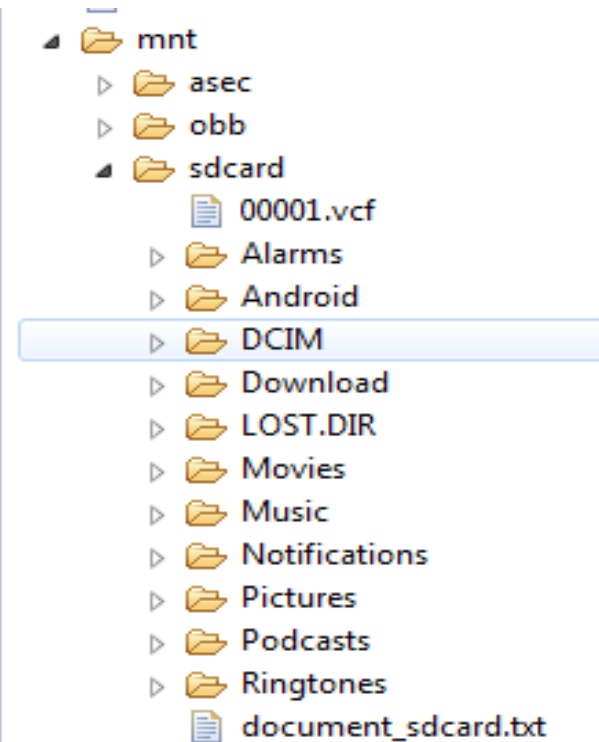 mnt
asec
obb
sdcard
00001.vcf
Alarms
Android
DCIM
Download
LOST.DIR
Movies
Music
Notifications
Pictures
Podcasts
Ringtones
document_sdcard.txt